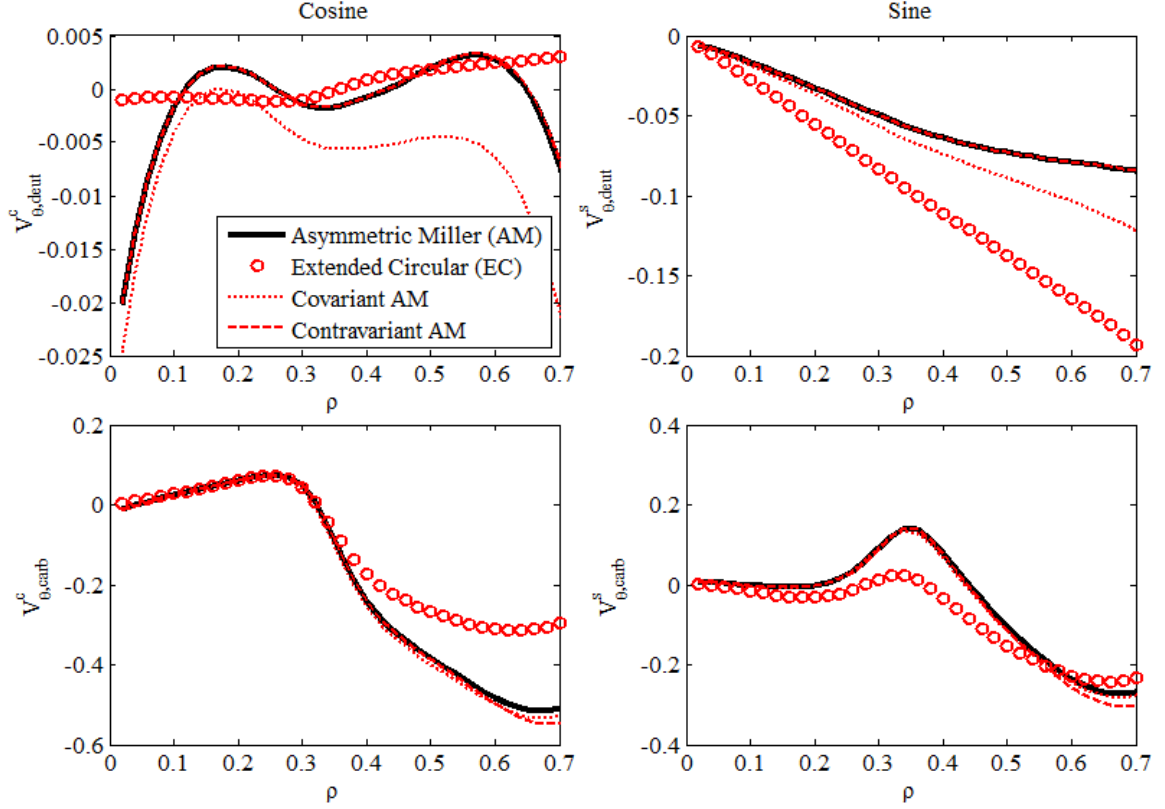 Cosine
Sine
0.005
0
-0.005
-0.01
-0.015
-0.02
-0.025
V^c_θ,deut
Asymmetric Miller (AM)
Extended Circular (EC)
Covariant AM
Contravariant AM
0 0.1 0.2 0.3 0.4 0.5 0.6 0.7
ρ
0
-0.05
-0.1
-0.15
-0.2
V^s_θ,deut
0 0.1 0.2 0.3 0.4 0.5 0.6 0.7
ρ
0.2
0
-0.2
-0.4
-0.6
V^c_θ,carb
0 0.1 0.2 0.3 0.4 0.5 0.6 0.7
ρ
0.4
0.2
0
-0.2
-0.4
V^s_θ,carb
0 0.1 0.2 0.3 0.4 0.5 0.6 0.7
ρ